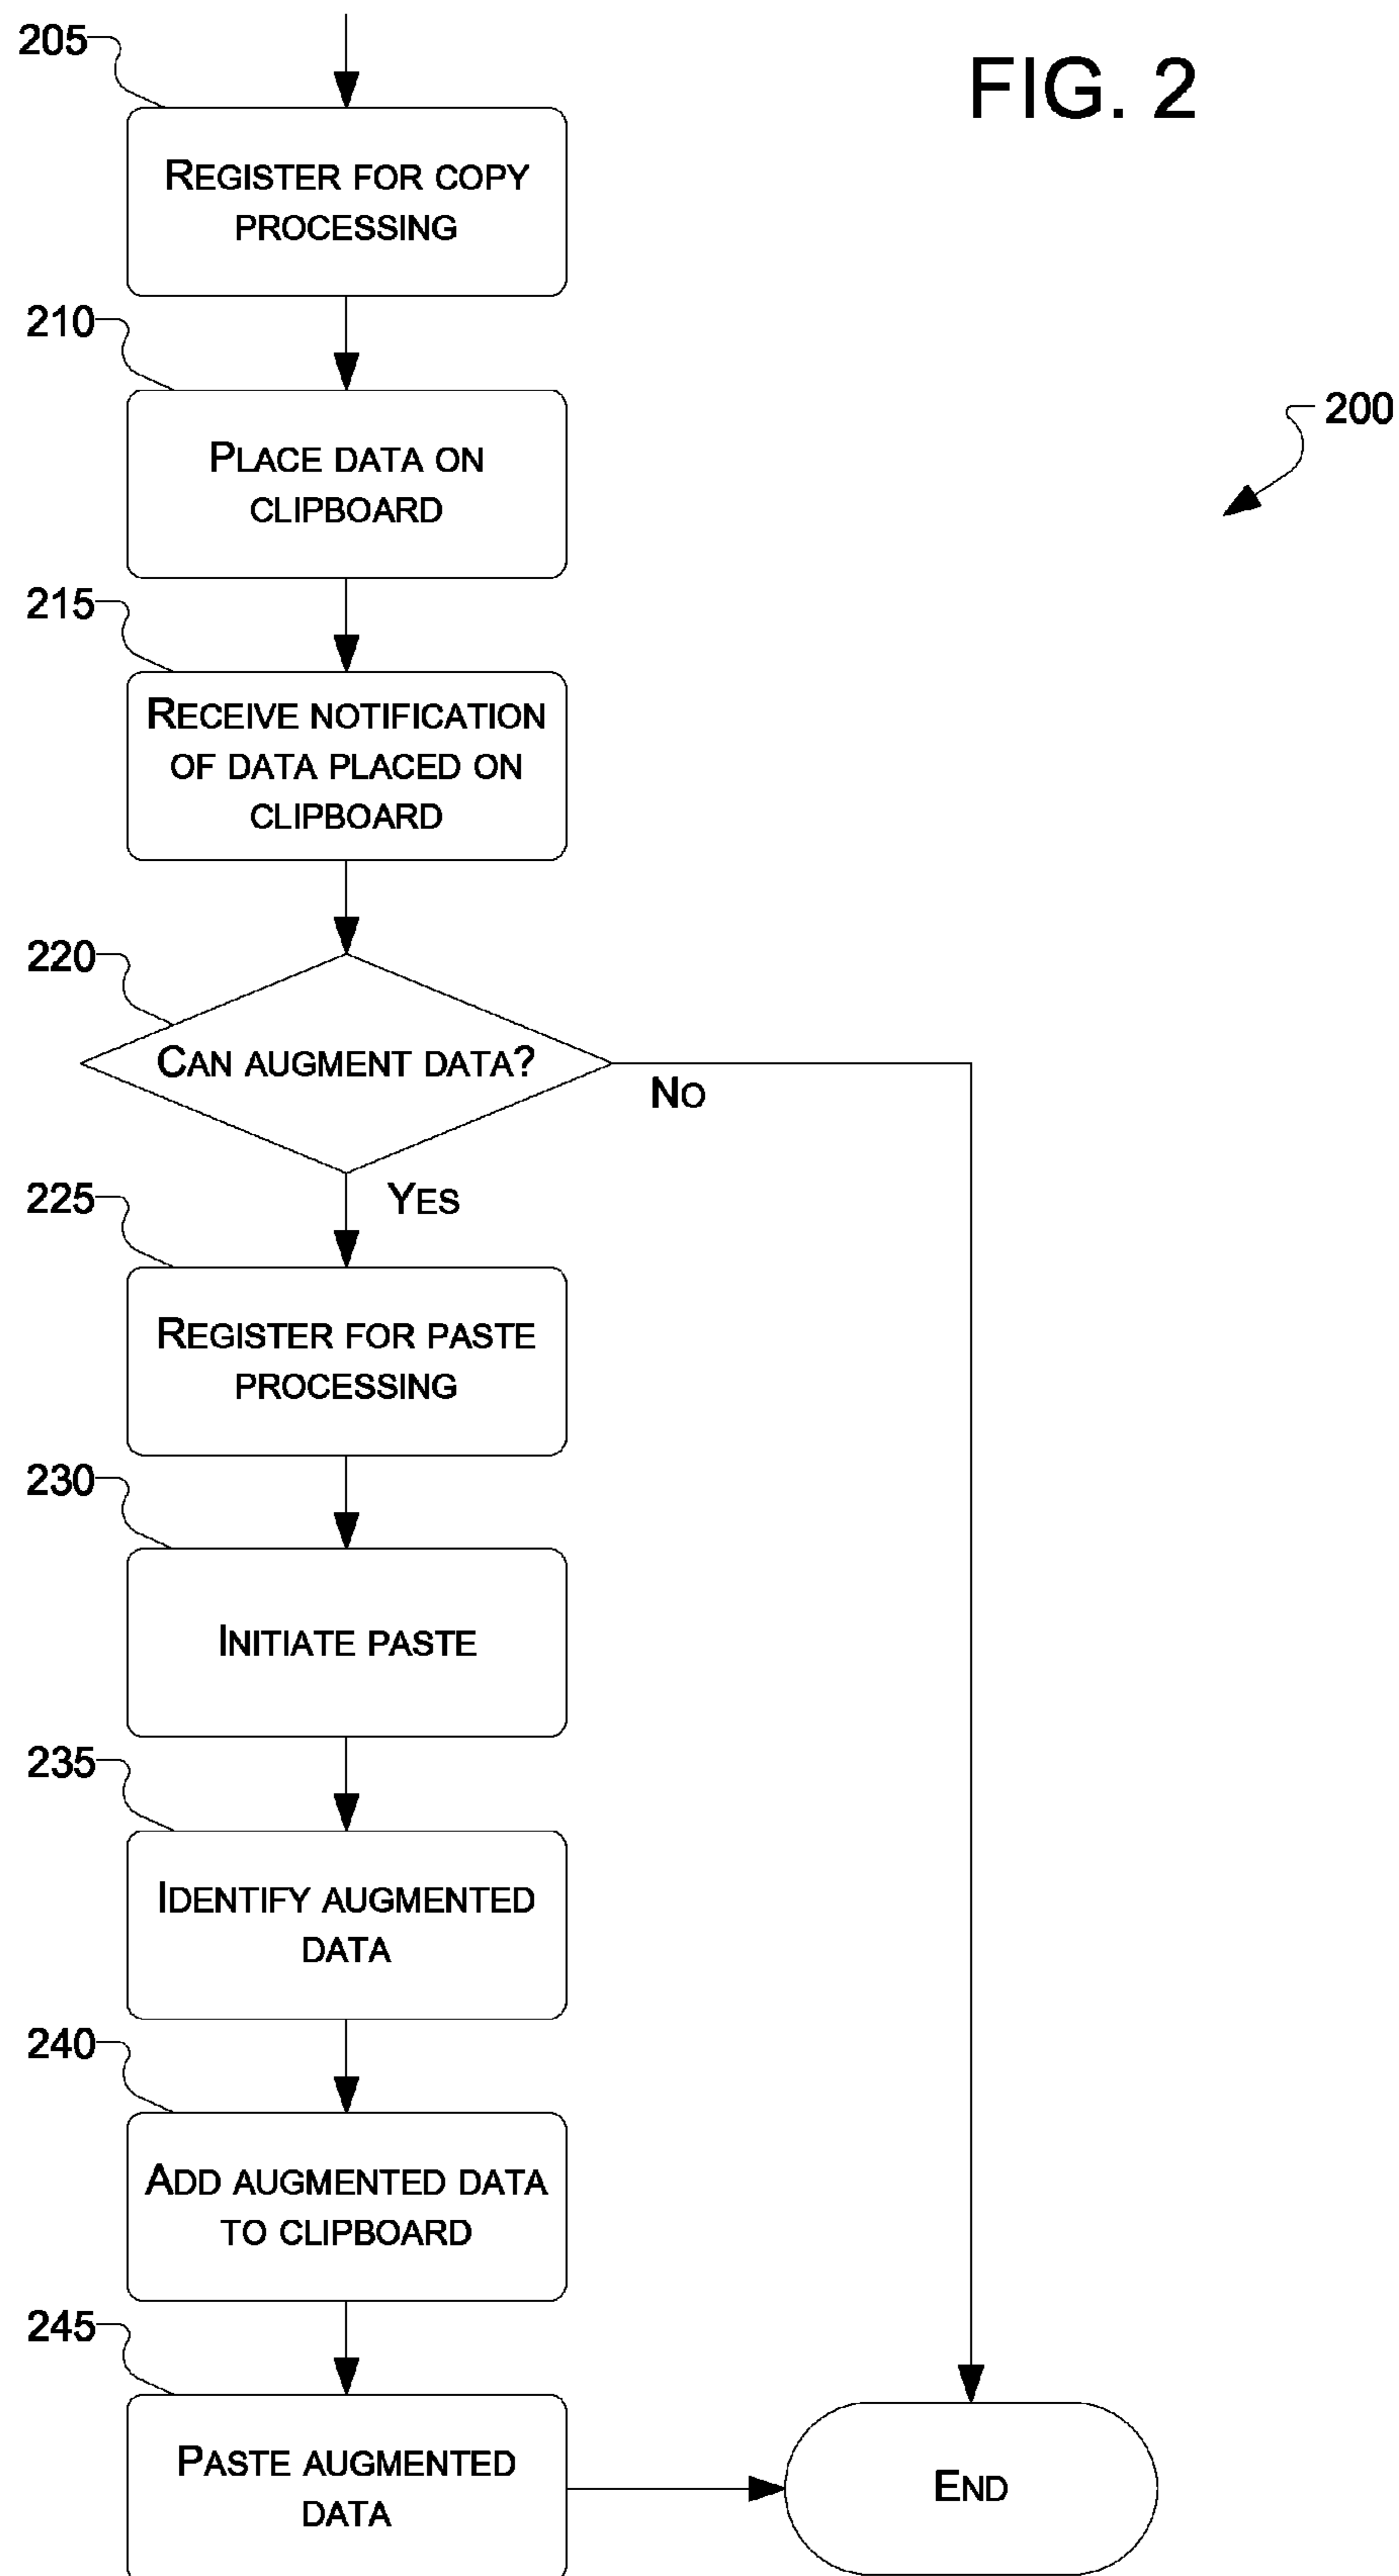 FIG. 2
205
REGISTER FOR COPY
PROCESSING
210
PLACE DATA ON
CLIPBOARD
200
215
RECEIVE NOTIFICATION
OF DATA PLACED ON
CLIPBOARD
220
CAN AUGMENT DATA?
NO
YES
225
REGISTER FOR PASTE
PROCESSING
230
INITIATE PASTE
235
IDENTIFY AUGMENTED
DATA
240
ADD AUGMENTED DATA
TO CLIPBOARD
245
PASTE AUGMENTED
DATA
END